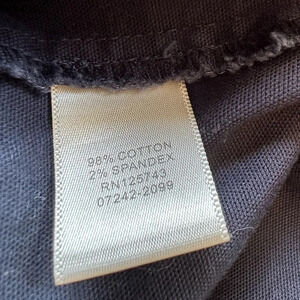 98% COTTON
2% SPANDEX
RN125743
07242-2099